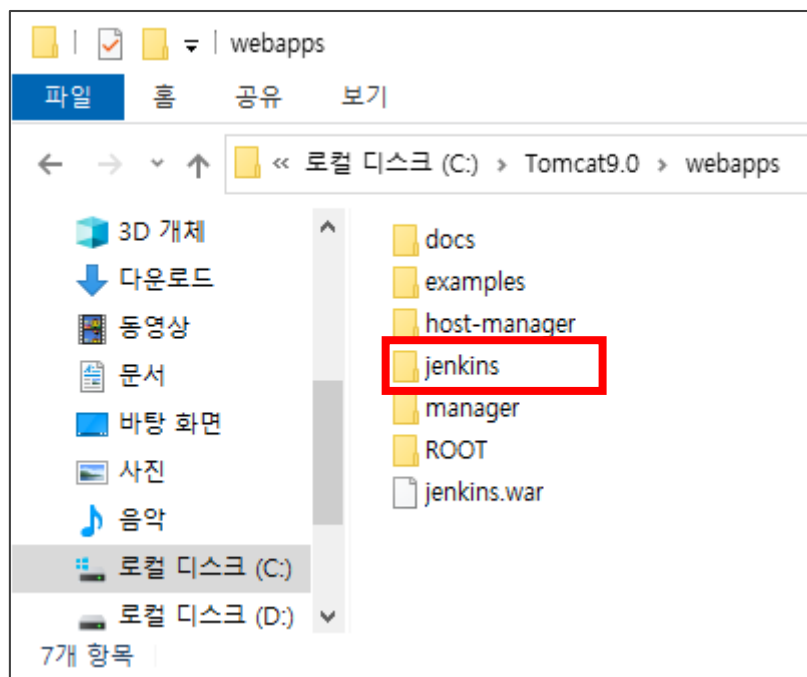 webapps
파일 홈 공유 보기
« 로컬 디스크 (C:) › Tomcat9.0 › webapps
3D 개체
다운로드
동영상
문서
바탕 화면
사진
음악
로컬 디스크 (C:)
로컬 디스크 (D:)
docs
examples
host-manager
jenkins
manager
ROOT
jenkins.war
7개 항목